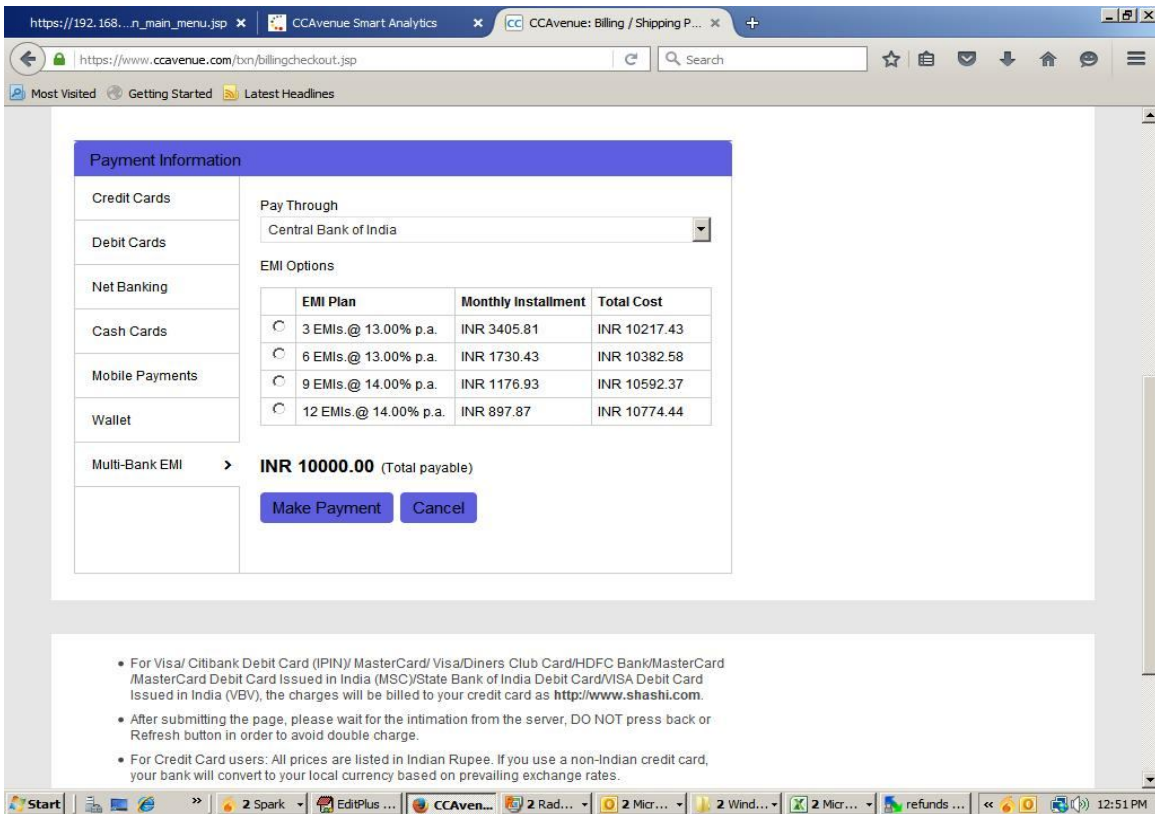 https://192.168....n_main_menu.jsp
CCAvenue Smart Analytics
CC CCAvenue: Billing / Shipping P...
https://www.ccavenue.com/txn/billingcheckout.jsp
Search
Most Visited
Getting Started
Latest Headlines
Payment Information
Credit Cards
Debit Cards
Net Banking
Cash Cards
Mobile Payments
Wallet
Multi-Bank EMI
Pay Through
Central Bank of India
EMI Options
EMI Plan Monthly Installment Total Cost
3 EMIs.@ 13.00% p.a. INR 3405.81 INR 10217.43
6 EMIs.@ 13.00% p.a. INR 1730.43 INR 10382.58
9 EMIs.@ 14.00% p.a. INR 1176.93 INR 10592.37
12 EMIs.@ 14.00% p.a. INR 897.87 INR 10774.44
INR 10000.00 (Total payable)
Make Payment Cancel
For Visa/ Citibank Debit Card (IPIN)/ MasterCard/ Visa/Diners Club Card/HDFC Bank/MasterCard
/MasterCard Debit Card Issued in India (MSC)/State Bank of India Debit Card/VISA Debit Card
Issued in India (VBV), the charges will be billed to your credit card as http://www.shashi.com.
After submitting the page, please wait for the intimation from the server, DO NOT press back or
Refresh button in order to avoid double charge.
For Credit Card users: All prices are listed in Indian Rupee. If you use a non-Indian credit card,
your bank will convert to your local currency based on prevailing exchange rates.
Start » 2 Spark EditPlus ... CCAven... 2 Rad... 2 Micr... 2 Wind... 2 Micr... refunds ... « 12:51 PM